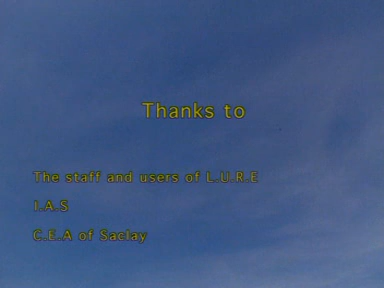 Thanks to
The staff and users of L.U.R.E
I.A.S
C.E.A of Saclay